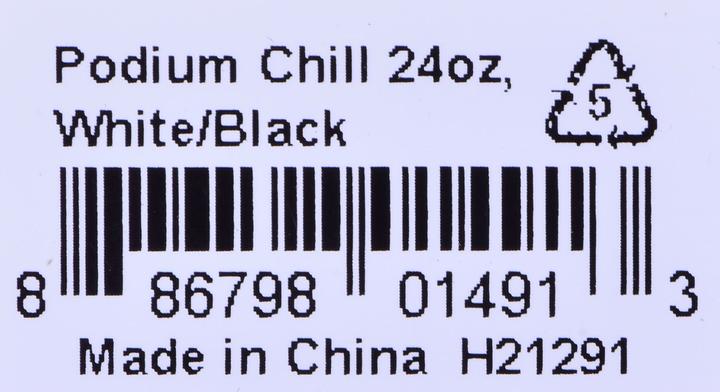 Podium Chill 24oz,
White/Black
5
8 86798 01491 3
Made in China H21291